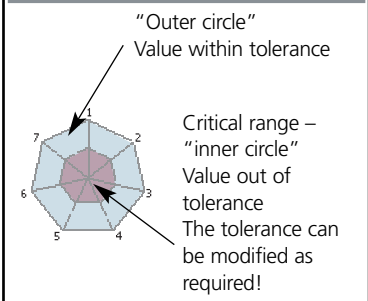 “Outer circle”
Value within tolerance
1
7
2
6
3
5
4
Critical range –
“inner circle”
Value out of
tolerance
The tolerance can
be modified as
required!